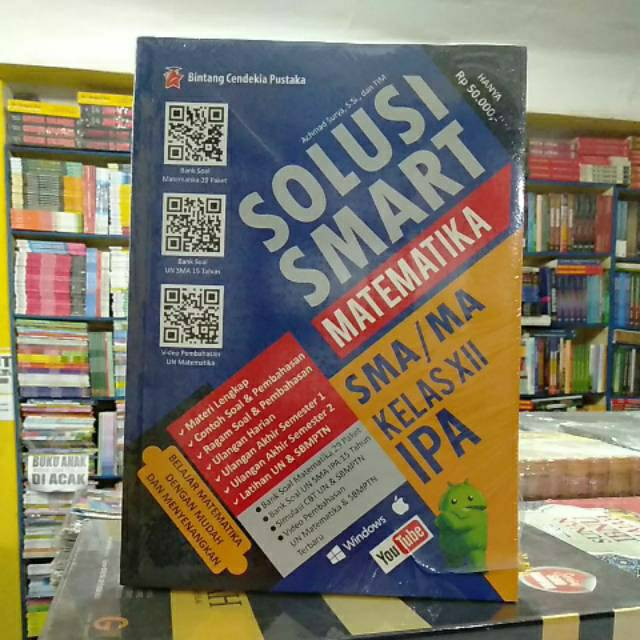 Bintang Cendekia Pustaka
HANYA
Rp 50.000,-
Achmad Surya, S.Si., dan TIM
SOLUSI
SMART
MATEMATIKA
SMA/MA
KELAS XII
IPA
Bank Soal
Matematika 29 Paket
Bank Soal
UN SMA 15 Tahun
Video Pembahasan
UN Matematika
Materi Lengkap
Contoh Soal & Pembahasan
Ragam Soal & Pembahasan
Ulangan Harian
Ulangan Akhir Semester 1
Ulangan Akhir Semester 2
Latihan UN & SBMPTN
Bank Soal Matematika 29 Paket
Bank Soal UN SMA IPA 15 Tahun
Simulasi CBT UN & SBMPTN
Video Pembahasan
UN Matematika & SBMPTN
Terbaru
BELAJAR MATEMATIKA
DENGAN MUDAH
DAN MENYENANGKAN
Windows
YouTube
BUKU ANAK
DI ACAK